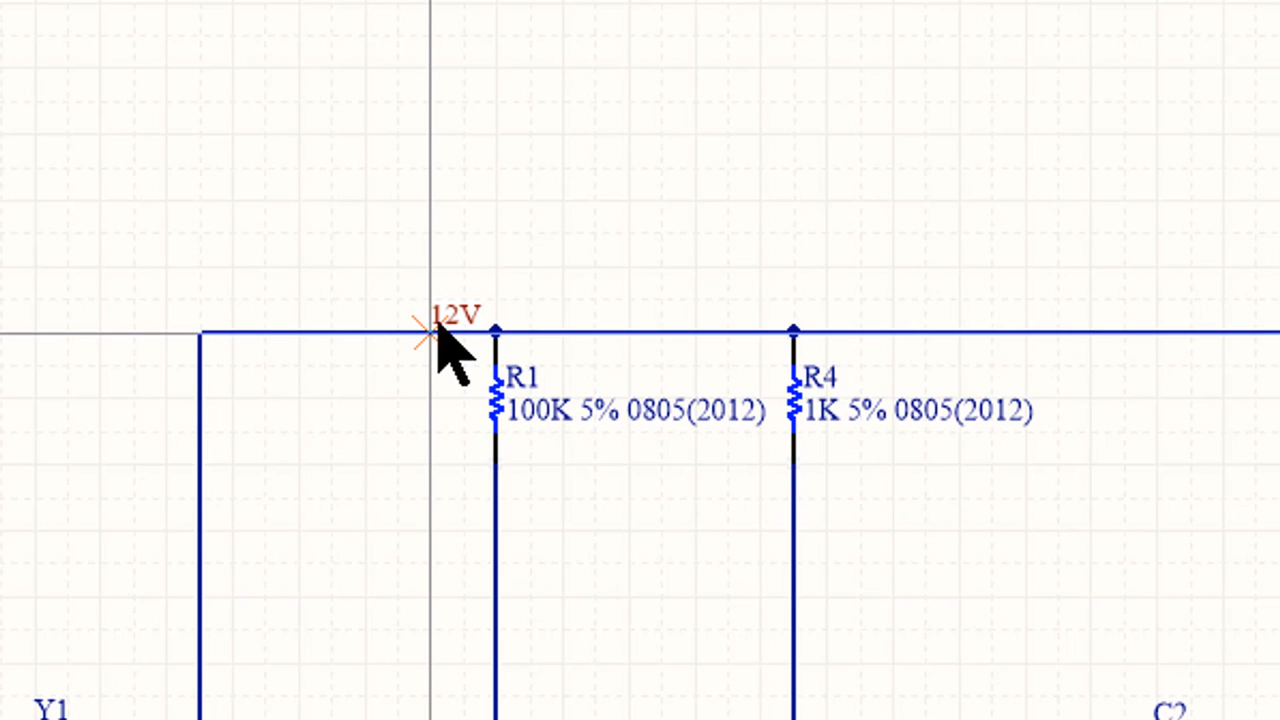 12V
R1
100K 5% 0805(2012)
R4
1K 5% 0805(2012)
Y1
C2